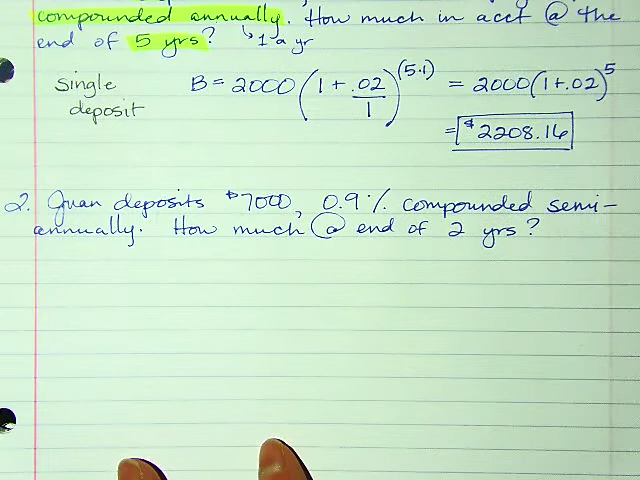 compounded annually. How much in acct @ the
end of 5 yrs? ↳1 a yr
single deposit
B = 2000 (1 + .02/1)^(5·1) = 2000(1+.02)^5
= $2208.16
2. Juan deposits $7000, 0.9% compounded semi-
annually. How much @ end of 2 yrs?